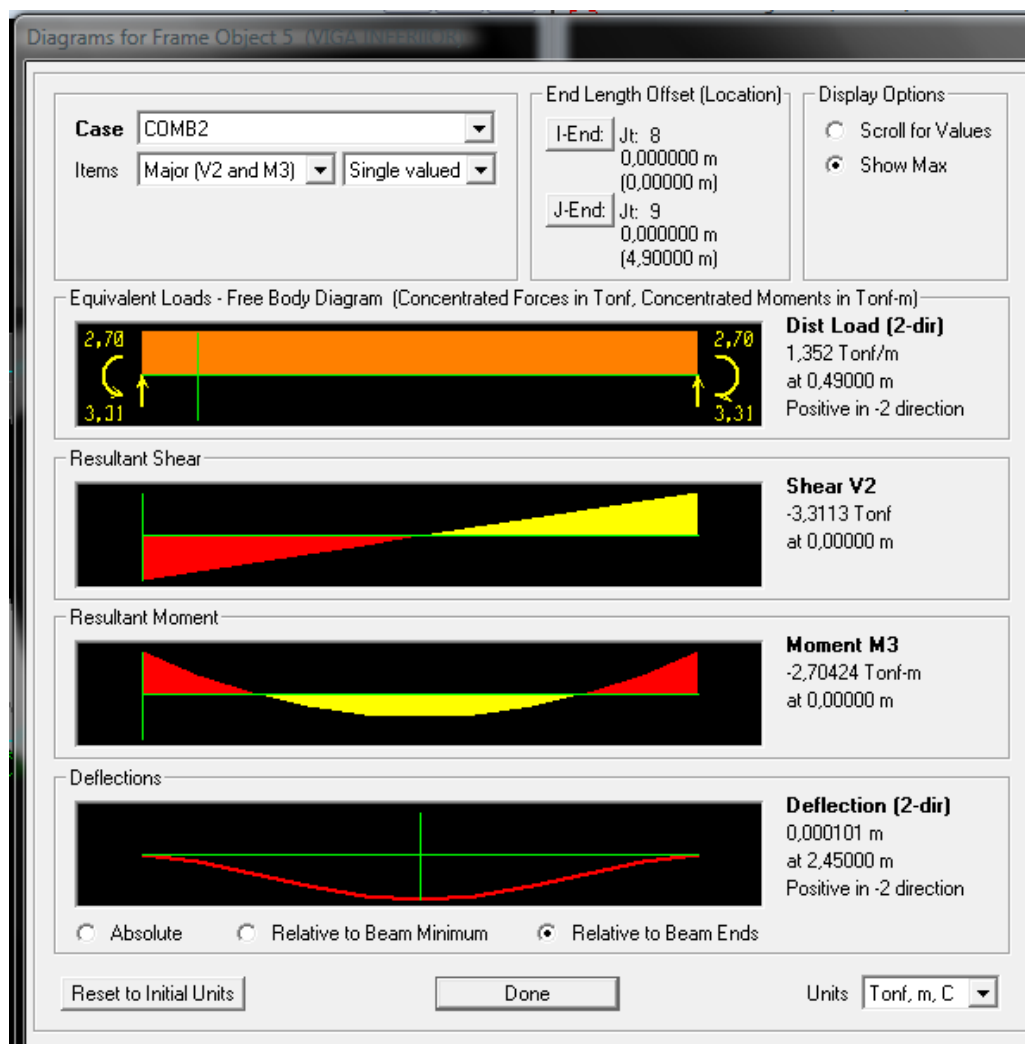 Diagrams for Frame Object 5 (VIGA INFERIIOR)
End Length Offset (Location)
Display Options
Case COMB2
Items Major (V2 and M3) Single valued
I-End: Jt: 8
0,000000 m
(0,00000 m)
J-End: Jt: 9
0,000000 m
(4,90000 m)
Scroll for Values
Show Max
Equivalent Loads - Free Body Diagram (Concentrated Forces in Tonf, Concentrated Moments in Tonf-m)
2,70
3,31
2,70
3,31
Dist Load (2-dir)
1,352 Tonf/m
at 0,49000 m
Positive in -2 direction
Resultant Shear
Shear V2
-3,3113 Tonf
at 0,00000 m
Resultant Moment
Moment M3
-2,70424 Tonf-m
at 0,00000 m
Deflections
Deflection (2-dir)
0,000101 m
at 2,45000 m
Positive in -2 direction
Absolute Relative to Beam Minimum Relative to Beam Ends
Reset to Initial Units Done Units Tonf, m, C